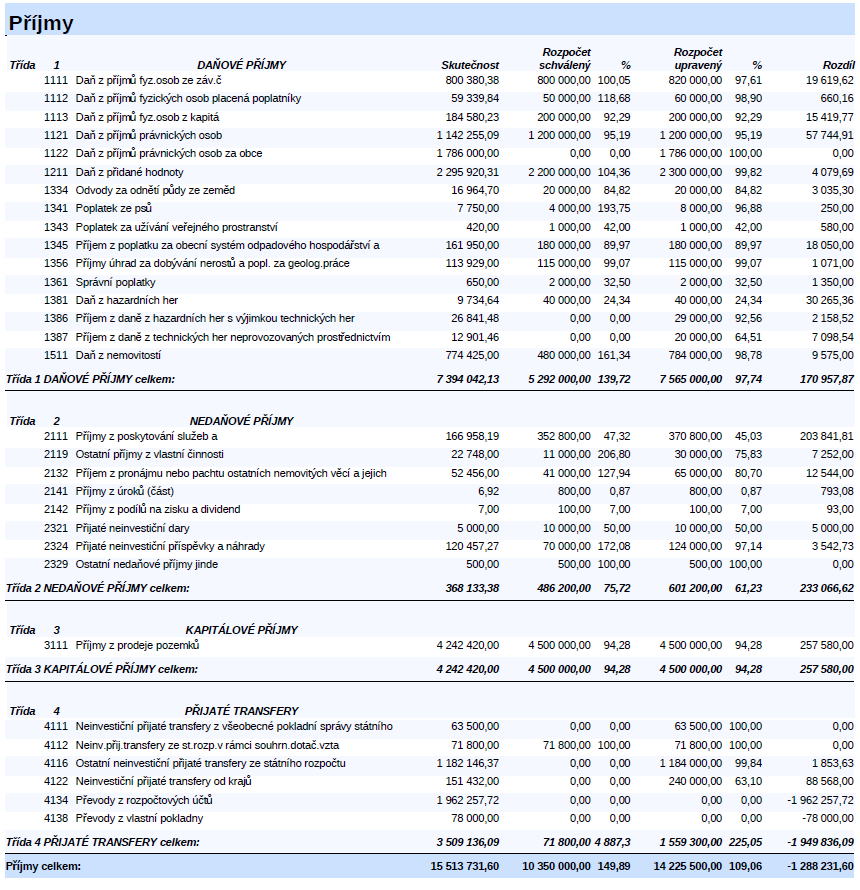 Příjmy
Třída 1 DAŇOVÉ PŘÍJMY Skutečnost Rozpočet schválený % Rozpočet upravený % Rozdíl
1111 Daň z příjmů fyz.osob ze záv.č 800 380,38 800 000,00 100,05 820 000,00 97,61 19 619,62
1112 Daň z příjmů fyzických osob placená poplatníky 59 339,84 50 000,00 118,68 60 000,00 98,90 660,16
1113 Daň z příjmů fyz.osob z kapitá 184 580,23 200 000,00 92,29 200 000,00 92,29 15 419,77
1121 Daň z příjmů právnických osob 1 142 255,09 1 200 000,00 95,19 1 200 000,00 95,19 57 744,91
1122 Daň z příjmů právnických osob za obce 1 786 000,00 0,00 0,00 1 786 000,00 100,00 0,00
1211 Daň z přidané hodnoty 2 295 920,31 2 200 000,00 104,36 2 300 000,00 99,82 4 079,69
1334 Odvody za odnětí půdy ze zeměd 16 964,70 20 000,00 84,82 20 000,00 84,82 3 035,30
1341 Poplatek ze psů 7 750,00 4 000,00 193,75 8 000,00 96,88 250,00
1343 Poplatek za užívání veřejného prostranství 420,00 1 000,00 42,00 1 000,00 42,00 580,00
1345 Příjem z poplatku za obecní systém odpadového hospodářství a 161 950,00 180 000,00 89,97 180 000,00 89,97 18 050,00
1356 Příjmy úhrad za dobývání nerostů a popl. za geolog.práce 113 929,00 115 000,00 99,07 115 000,00 99,07 1 071,00
1361 Správní poplatky 650,00 2 000,00 32,50 2 000,00 32,50 1 350,00
1381 Daň z hazardních her 9 734,64 40 000,00 24,34 40 000,00 24,34 30 265,36
1386 Příjem z daně z hazardních her s výjimkou technických her 26 841,48 0,00 0,00 29 000,00 92,56 2 158,52
1387 Příjem z daně z technických her neprovozovaných prostřednictvím 12 901,46 0,00 0,00 20 000,00 64,51 7 098,54
1511 Daň z nemovitostí 774 425,00 480 000,00 161,34 784 000,00 98,78 9 575,00
Třída 1 DAŇOVÉ PŘÍJMY celkem: 7 394 042,13 5 292 000,00 139,72 7 565 000,00 97,74 170 957,87
Třída 2 NEDAŇOVÉ PŘÍJMY
2111 Příjmy z poskytování služeb a 166 958,19 352 800,00 47,32 370 800,00 45,03 203 841,81
2119 Ostatní příjmy z vlastní činnosti 22 748,00 11 000,00 206,80 30 000,00 75,83 7 252,00
2132 Příjem z pronájmu nebo pachtu ostatních nemovitých věcí a jejich 52 456,00 41 000,00 127,94 65 000,00 80,70 12 544,00
2141 Příjmy z úroků (část) 6,92 800,00 0,87 800,00 0,87 793,08
2142 Příjmy z podílů na zisku a dividend 7,00 100,00 7,00 100,00 7,00 93,00
2321 Přijaté neinvestiční dary 5 000,00 10 000,00 50,00 10 000,00 50,00 5 000,00
2324 Přijaté neinvestiční příspěvky a náhrady 120 457,27 70 000,00 172,08 124 000,00 97,14 3 542,73
2329 Ostatní nedaňové příjmy jinde 500,00 500,00 100,00 500,00 100,00 0,00
Třída 2 NEDAŇOVÉ PŘÍJMY celkem: 368 133,38 486 200,00 75,72 601 200,00 61,23 233 066,62
Třída 3 KAPITÁLOVÉ PŘÍJMY
3111 Příjmy z prodeje pozemků 4 242 420,00 4 500 000,00 94,28 4 500 000,00 94,28 257 580,00
Třída 3 KAPITÁLOVÉ PŘÍJMY celkem: 4 242 420,00 4 500 000,00 94,28 4 500 000,00 94,28 257 580,00
Třída 4 PŘIJATÉ TRANSFERY
4111 Neinvestiční přijaté transfery z všeobecné pokladní správy státního 63 500,00 0,00 0,00 63 500,00 100,00 0,00
4112 Neinv.přij.transfery ze st.rozp.v rámci souhrn.dotač.vzta 71 800,00 71 800,00 100,00 71 800,00 100,00 0,00
4116 Ostatní neinvestiční přijaté transfery ze státního rozpočtu 1 182 146,37 0,00 0,00 1 184 000,00 99,84 1 853,63
4122 Neinvestiční přijaté transfery od krajů 151 432,00 0,00 0,00 240 000,00 63,10 88 568,00
4134 Převody z rozpočtových účtů 1 962 257,72 0,00 0,00 0,00 0,00 -1 962 257,72
4138 Převody z vlastní pokladny 78 000,00 0,00 0,00 0,00 0,00 -78 000,00
Třída 4 PŘIJATÉ TRANSFERY celkem: 3 509 136,09 71 800,00 4 887,3 1 559 300,00 225,05 -1 949 836,09
Příjmy celkem: 15 513 731,60 10 350 000,00 149,89 14 225 500,00 109,06 -1 288 231,60